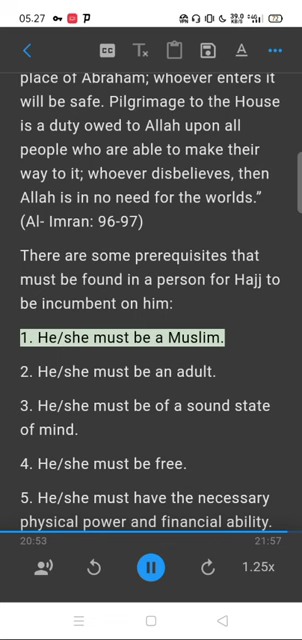 05.27
39.0
KB/s
72
place of Abraham; whoever enters it
will be safe. Pilgrimage to the House
is a duty owed to Allah upon all
people who are able to make their
way to it; whoever disbelieves, then
Allah is in no need for the worlds.”
(Al- Imran: 96-97)
There are some prerequisites that
must be found in a person for Hajj to
be incumbent on him:
1. He/she must be a Muslim.
2. He/she must be an adult.
3. He/she must be of a sound state
of mind.
4. He/she must be free.
5. He/she must have the necessary
physical power and financial ability.
20:53 21:57
1.25x